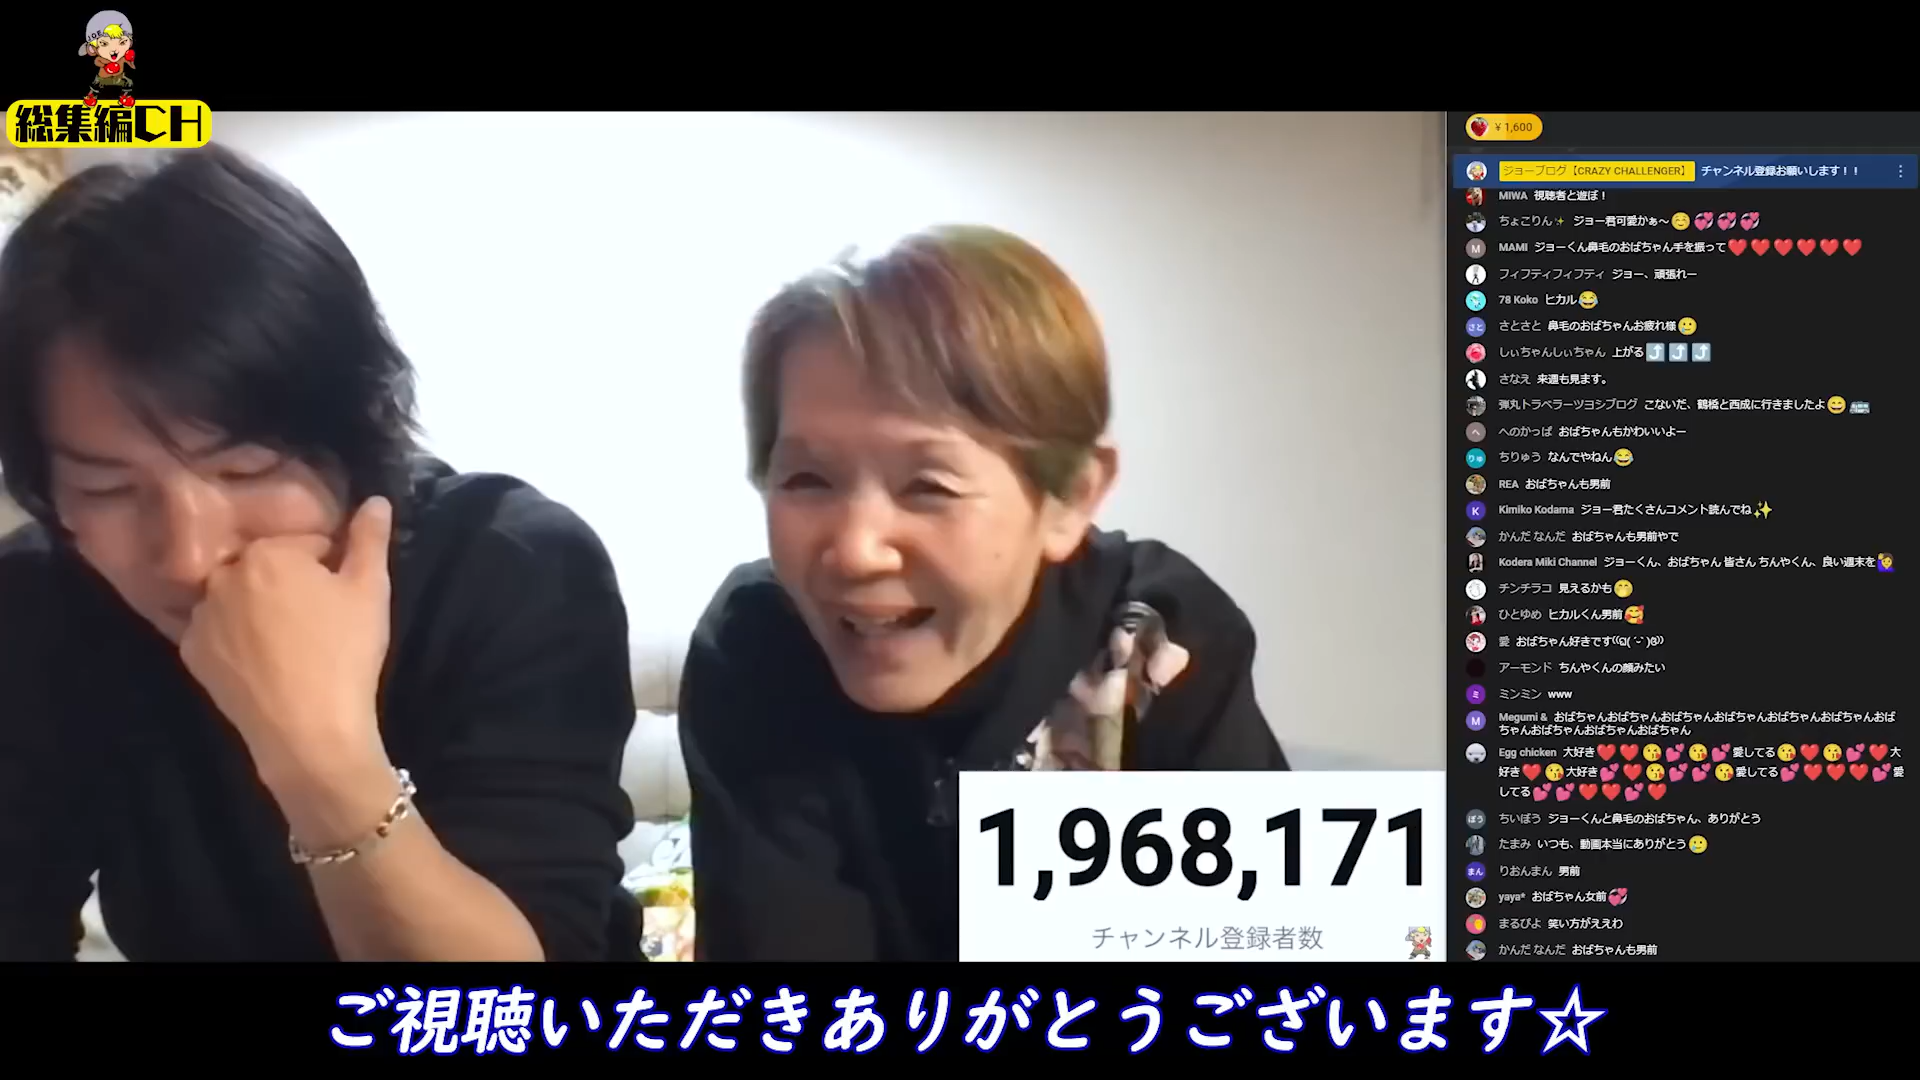 総集編CH
¥1,600
ジョーブログ【CRAZY CHALLENGER】 チャンネル登録お願いします！！
MIWA 視聴者と遊ぼ！
ちょこりん✨ ジョー君可愛かぁ〜☺️💞💞💞
MAMI ジョーくん鼻毛のおばちゃん手を振って❤️❤️❤️❤️❤️❤️
フィフティフィフティ ジョー、頑張れー
78 Koko ヒカル😂
さとさと 鼻毛のおばちゃんお疲れ様🥲
しぃちゃんしぃちゃん 上がる⤴️⤴️⤴️
さなえ 来週も見ます。
弾丸トラベラーツヨシブログ こないだ、鶴橋と西成に行きましたよ😄🚌
へのかっぱ おばちゃんもかわいいよー
ちりゅう なんでやねん😂
REA おばちゃんも男前
Kimiko Kodama ジョー君たくさんコメント読んでね✨
かんだ なんだ おばちゃんも男前やで
Kodera Miki Channel ジョーくん、おばちゃん 皆さん ちんやくん、良い週末を🙋‍♀️
チンチラコ 見えるかも🤭
ひとゆめ ヒカルくん男前🥰
愛 おばちゃん好きです
アーモンド ちんやくんの顔みたい
ミンミン www
Megumi & おばちゃんおばちゃんおばちゃんおばちゃんおばちゃんおばちゃんおば
ちゃんおばちゃんおばちゃんおばちゃん
Egg chicken 大好き❤️❤️😘💕😘💕愛してる😘❤️😘💕❤️大
好き❤️😘大好き💕❤️😘💕💕😘愛してる💕❤️❤️❤️💕愛
してる💕💕❤️❤️💕❤️
ちいぼう ジョーくんと鼻毛のおばちゃん、ありがとう
たまみ いつも、動画本当にありがとう🥲
りおんまん 男前
yaya* おばちゃん女前💞
まるぴよ 笑い方がええわ
かんだ なんだ おばちゃんも男前
1,968,171
チャンネル登録者数
ご視聴いただきありがとうございます☆